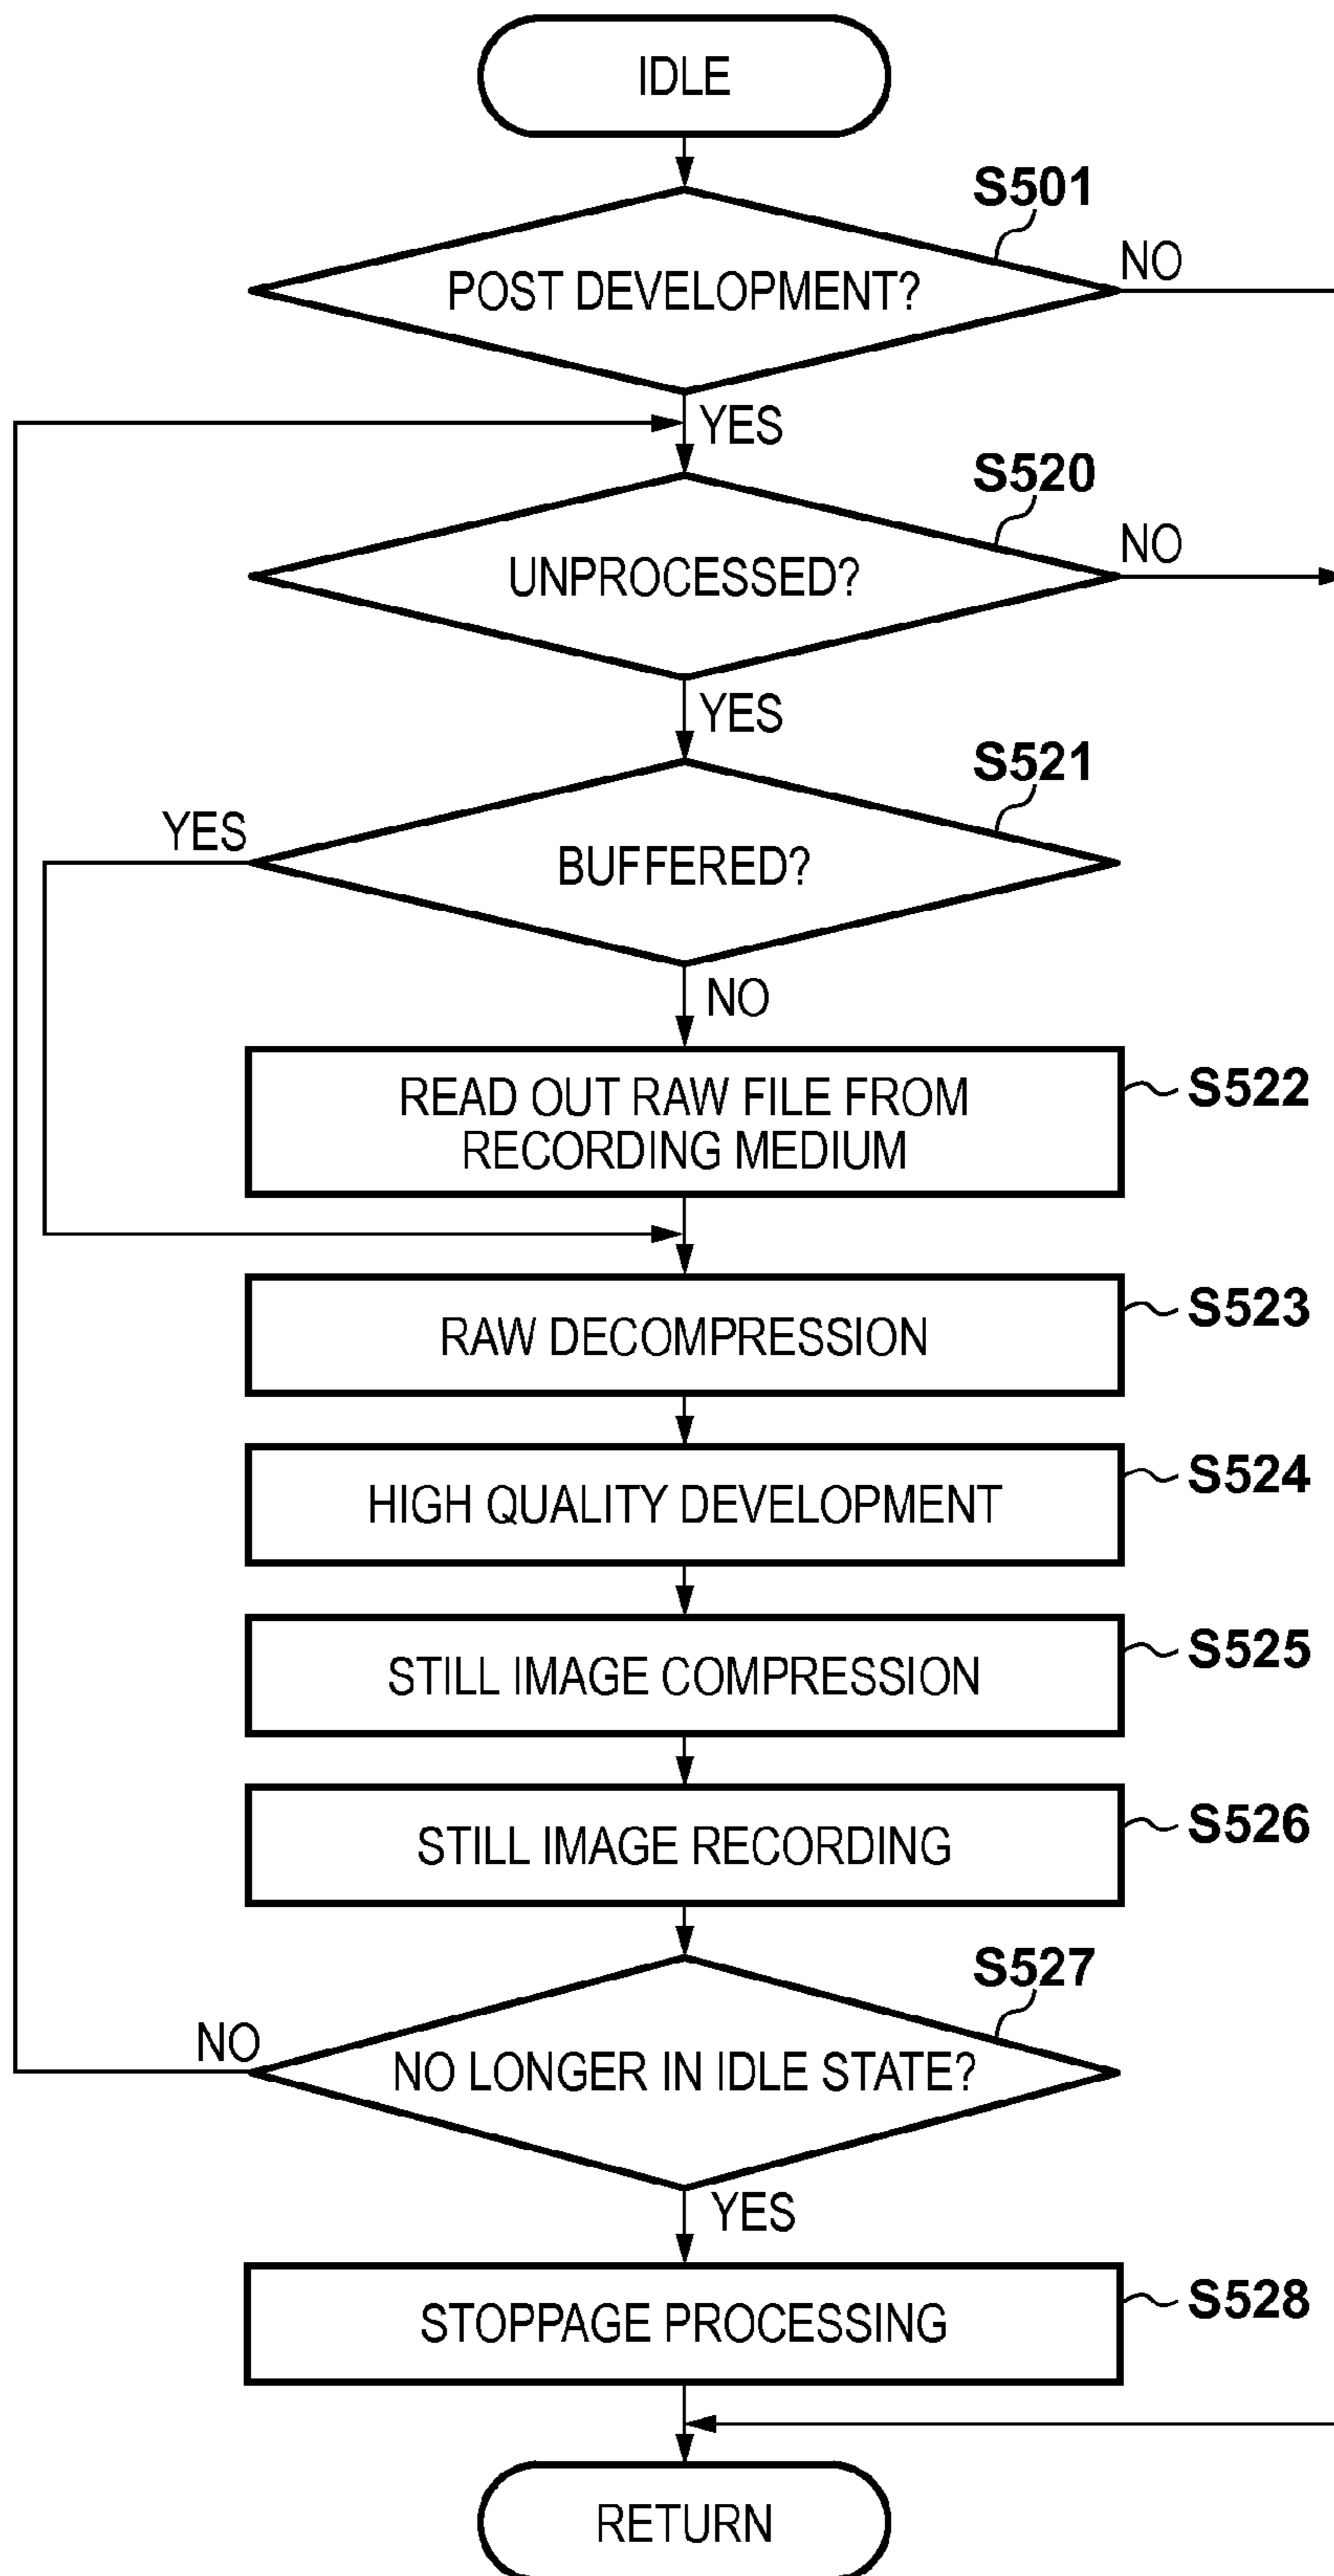 IDLE
S501
POST DEVELOPMENT?
NO
YES
S520
UNPROCESSED?
NO
YES
S521
YES
BUFFERED?
NO
READ OUT RAW FILE FROM
RECORDING MEDIUM
S522
RAW DECOMPRESSION
S523
HIGH QUALITY DEVELOPMENT
S524
STILL IMAGE COMPRESSION
S525
STILL IMAGE RECORDING
S526
S527
NO
NO LONGER IN IDLE STATE?
YES
STOPPAGE PROCESSING
S528
RETURN